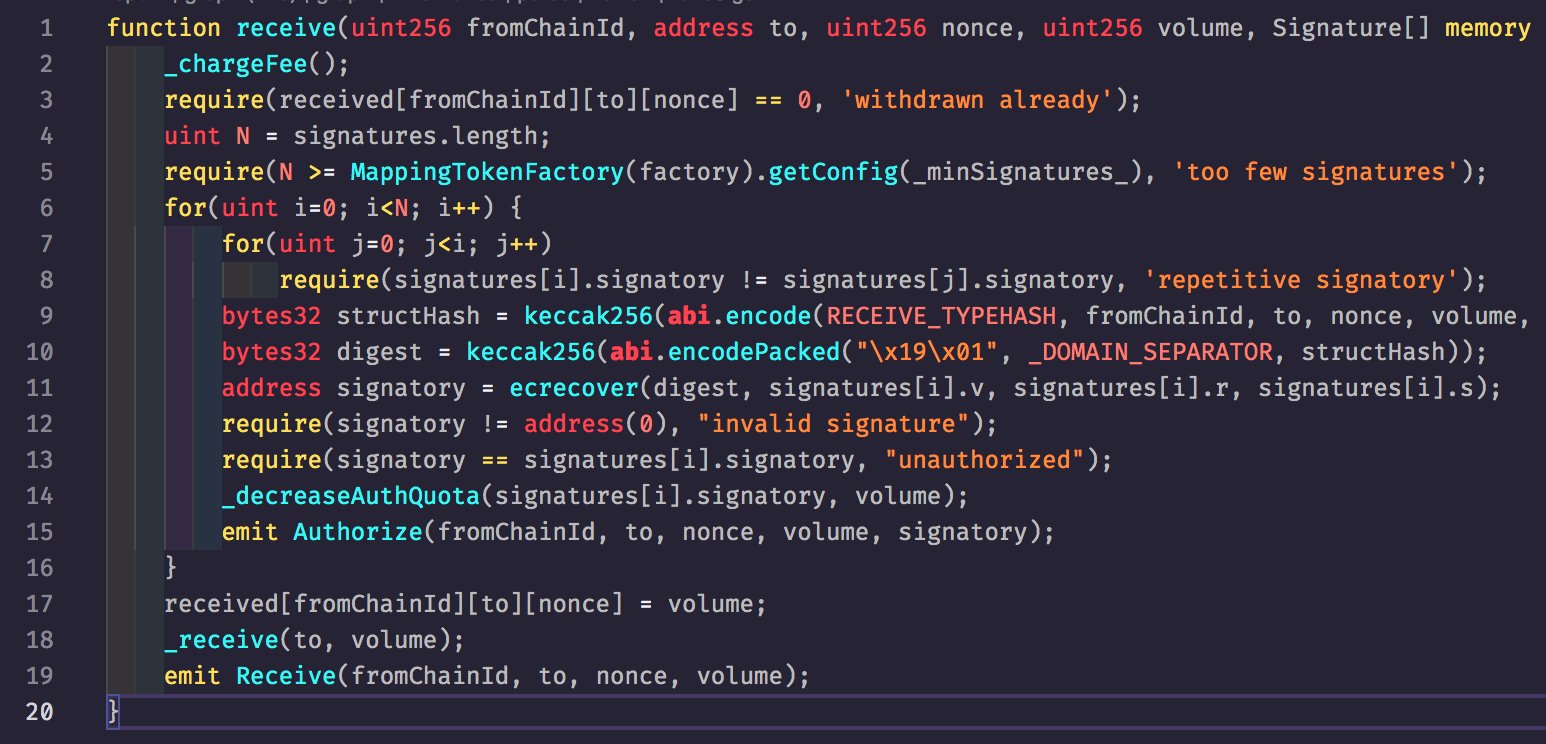 1 function receive(uint256 fromChainId, address to, uint256 nonce, uint256 volume, Signature[] memory
2 _chargeFee();
3 require(received[fromChainId][to][nonce] == 0, 'withdrawn already');
4 uint N = signatures.length;
5 require(N >= MappingTokenFactory(factory).getConfig(_minSignatures_), 'too few signatures');
6 for(uint i=0; i<N; i++) {
7 for(uint j=0; j<i; j++)
8 require(signatures[i].signatory != signatures[j].signatory, 'repetitive signatory');
9 bytes32 structHash = keccak256(abi.encode(RECEIVE_TYPEHASH, fromChainId, to, nonce, volume,
10 bytes32 digest = keccak256(abi.encodePacked("\x19\x01", _DOMAIN_SEPARATOR, structHash));
11 address signatory = ecrecover(digest, signatures[i].v, signatures[i].r, signatures[i].s);
12 require(signatory != address(0), "invalid signature");
13 require(signatory == signatures[i].signatory, "unauthorized");
14 _decreaseAuthQuota(signatures[i].signatory, volume);
15 emit Authorize(fromChainId, to, nonce, volume, signatory);
16 }
17 received[fromChainId][to][nonce] = volume;
18 _receive(to, volume);
19 emit Receive(fromChainId, to, nonce, volume);
20 }